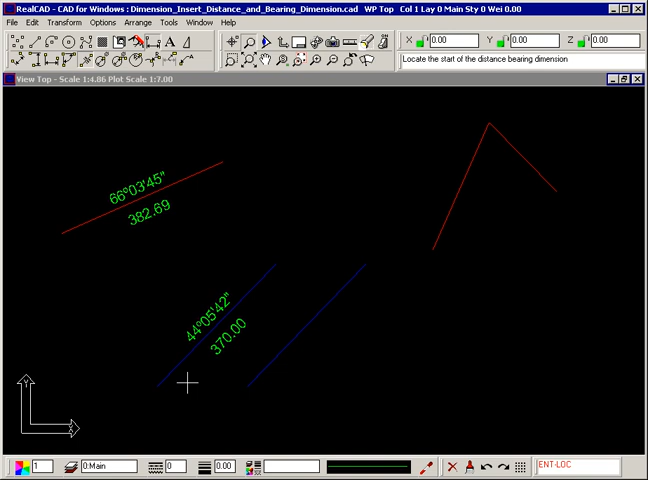 RealCAD - CAD for Windows : Dimension_Insert_Distance_and_Bearing_Dimension.cad WP Top Col 1 Lay 0 Main Sty 0 Wei 0.00
File Edit Transform Options Arrange Tools Window Help
X 0.00 Y 0.00 Z 0.00
Locate the start of the distance bearing dimension
View Top - Scale 1:4.86 Plot Scale 1:7.00
66°03'45"
382.69
44°05'42"
370.00
Y
X
1 0:Main 0 0.00 ENT-LOC